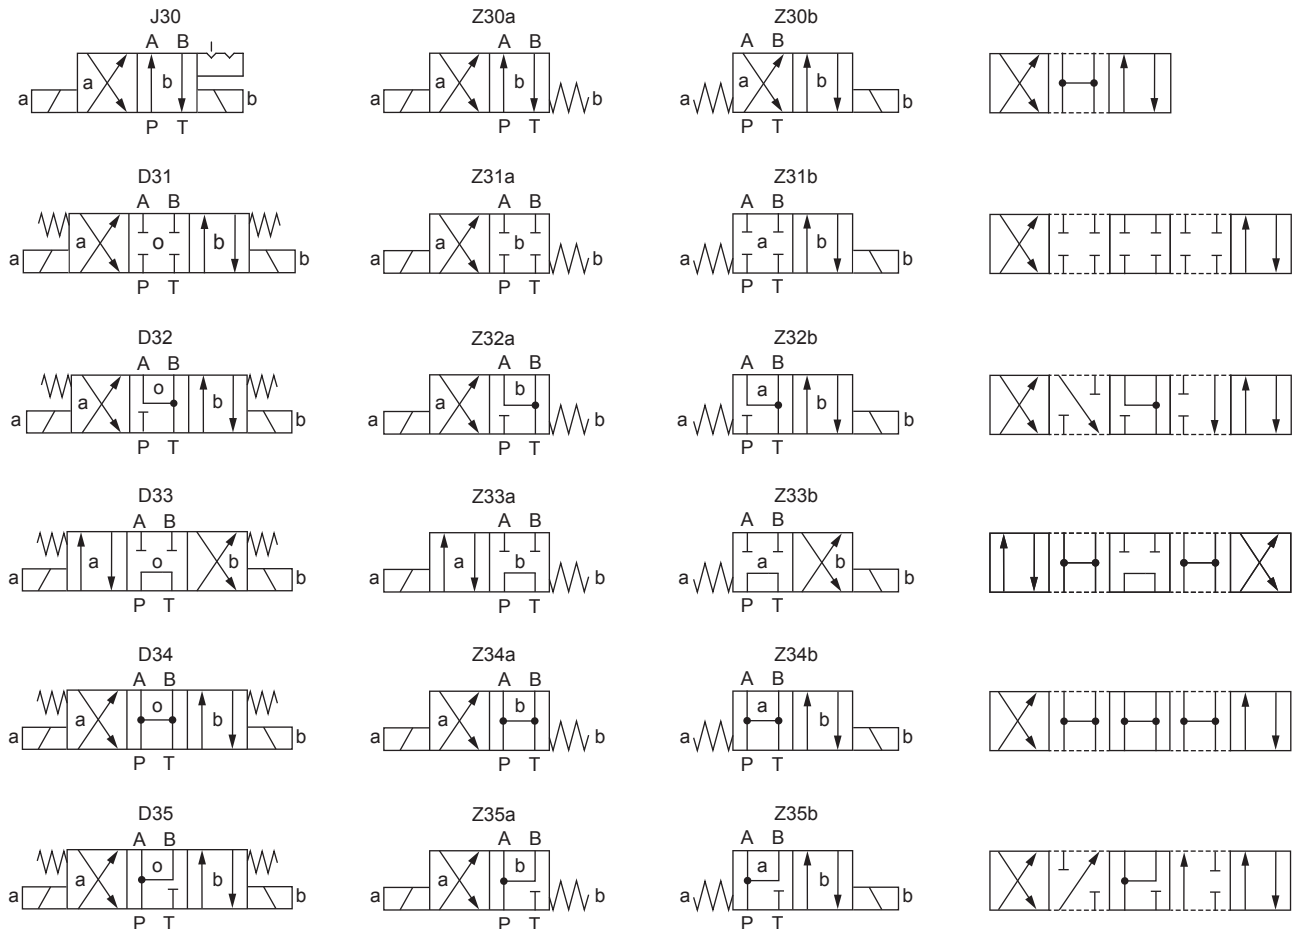 J30 Z30a Z30b
A B A B A B
a a b b a a b b a a b b
P T P T P T
D31 Z31a Z31b
A B A B A B
a a o b b a a b b a a b b
P T P T P T
D32 Z32a Z32b
A B A B A B
a a o b b a a b b a a b b
P T P T P T
D33 Z33a Z33b
A B A B A B
a a o b b a a b b a a b b
P T P T P T
D34 Z34a Z34b
A B A B A B
a a o b b a a b b a a b b
P T P T P T
D35 Z35a Z35b
A B A B A B
a a o b b a a b b a a b b
P T P T P T